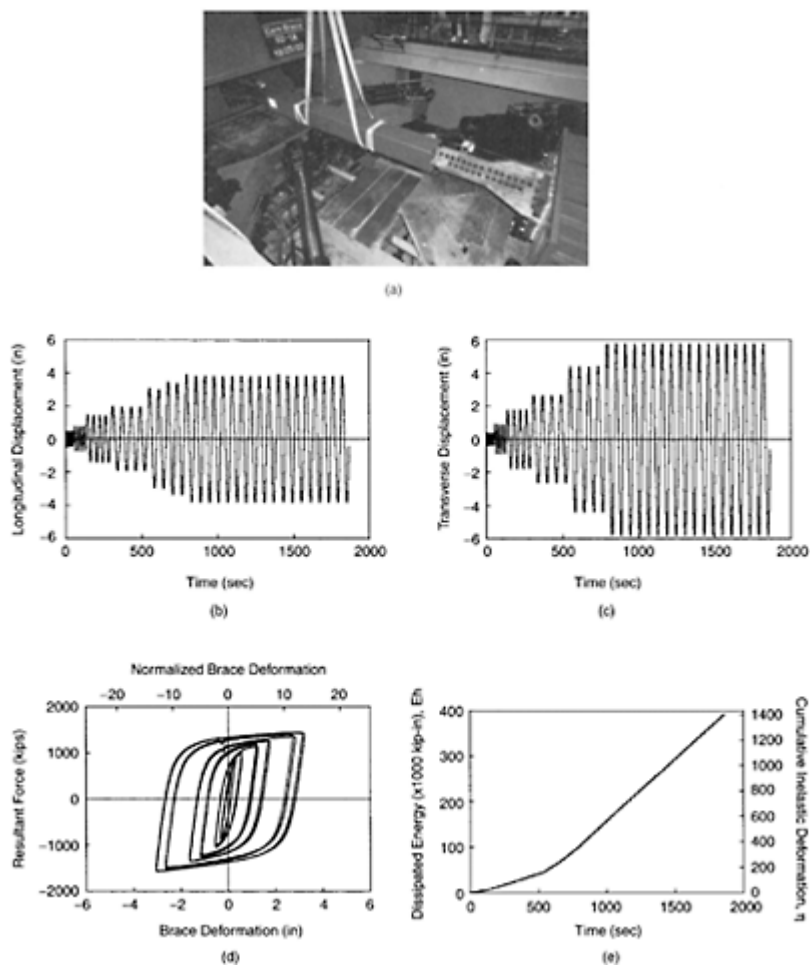 (a)
Longitudinal Displacement (in)
6
4
2
0
−2
−4
−6
0 500 1000 1500 2000
Time (sec)
(b)
Transverse Displacement (in)
6
4
2
0
−2
−4
−6
0 500 1000 1500 2000
Time (sec)
(c)
Normalized Brace Deformation
−20 −10 0 10 20
Resultant Force (kips)
2000
1000
0
−1000
−2000
−6 −4 −2 0 2 4 6
Brace Deformation (in)
(d)
Dissipated Energy (x1000 kip-in), Eh
400
300
200
100
0
0 500 1000 1500 2000
Time (sec)
1400
1200
1000
800
600
400
200
0
Cumulative Inelastic Deformation, η
(e)